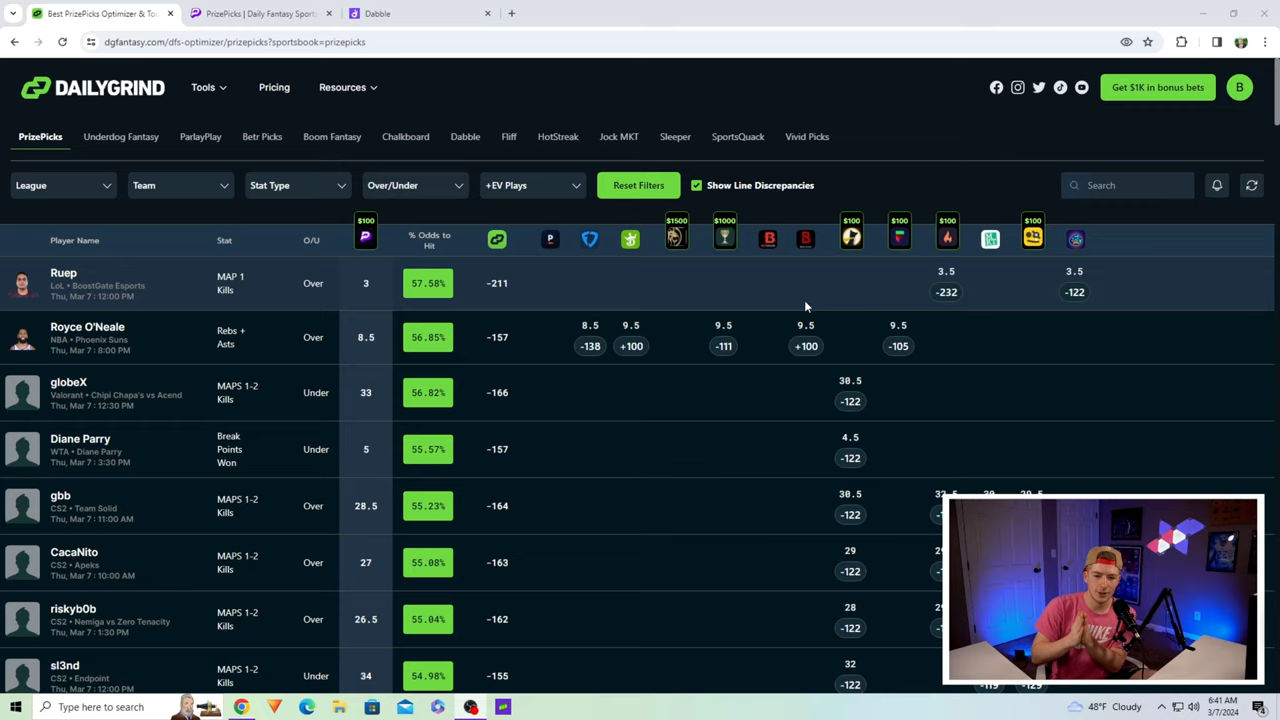 Best PrizePicks Optimizer & Too
PrizePicks | Daily Fantasy Sports
Dabble
dgfantasy.com/dfs-optimizer/prizepicks?sportsbook=prizepicks
DAILYGRIND
Tools
Pricing
Resources
Get $1K in bonus bets
B
PrizePicks
Underdog Fantasy
ParlayPlay
Betr Picks
Boom Fantasy
Chalkboard
Dabble
Fliff
HotStreak
Jock MKT
Sleeper
SportsQuack
Vivid Picks
League
Team
Stat Type
Over/Under
+EV Plays
Reset Filters
Show Line Discrepancies
Search
$100 $1500 $1000 $100 $100 $100 $100
Player Name Stat O/U % Odds to Hit
Ruep
LoL • BoostGate Esports
Thu, Mar 7 : 12:00 PM
MAP 1 Kills
Over
3
57.58%
-211
3.5
-232
3.5
-122
Royce O'Neale
NBA • Phoenix Suns
Thu, Mar 7 : 8:00 PM
Rebs + Asts
Over
8.5
56.85%
-157
8.5
-138
9.5
+100
9.5
-111
9.5
+100
9.5
-105
globeX
Valorant • Chipi Chapa's vs Acend
Thu, Mar 7 : 12:30 PM
MAPS 1-2 Kills
Under
33
56.82%
-166
30.5
-122
Diane Parry
WTA • Diane Parry
Thu, Mar 7 : 3:30 PM
Break Points Won
Under
5
55.57%
-157
4.5
-122
gbb
CS2 • Team Solid
Thu, Mar 7 : 11:00 AM
MAPS 1-2 Kills
Over
28.5
55.23%
-164
30.5
-122
CacaNito
CS2 • Apeks
Thu, Mar 7 : 10:00 AM
MAPS 1-2 Kills
Over
27
55.08%
-163
29
-122
riskyb0b
CS2 • Nemiga vs Zero Tenacity
Thu, Mar 7 : 1:30 PM
MAPS 1-2 Kills
Over
26.5
55.04%
-162
28
-122
sl3nd
CS2 • Endpoint
Thu, Mar 7 : 12:00 PM
MAPS 1-2 Kills
Under
34
54.98%
-155
32
-122
NIKE
Type here to search
48°F Cloudy
6:41 AM
3/7/2024
4